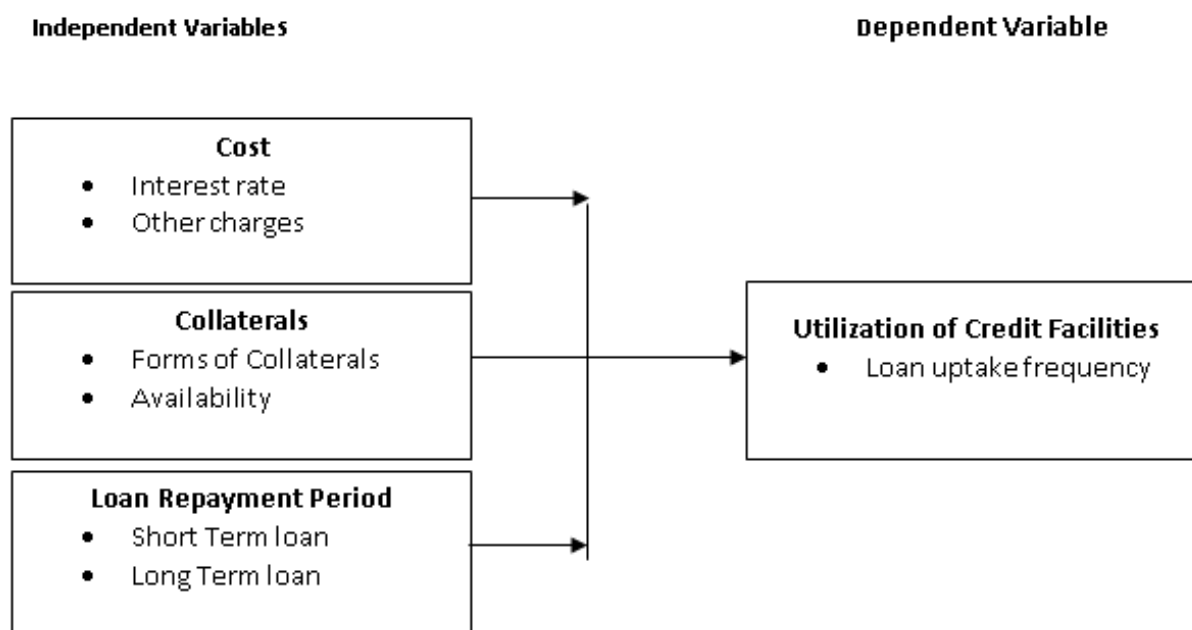 Independent Variables
Dependent Variable
Cost
• Interest rate
• Other charges
Collaterals
• Forms of Collaterals
• Availability
Loan Repayment Period
• Short Term loan
• Long Term loan
Utilization of Credit Facilities
• Loan uptake frequency